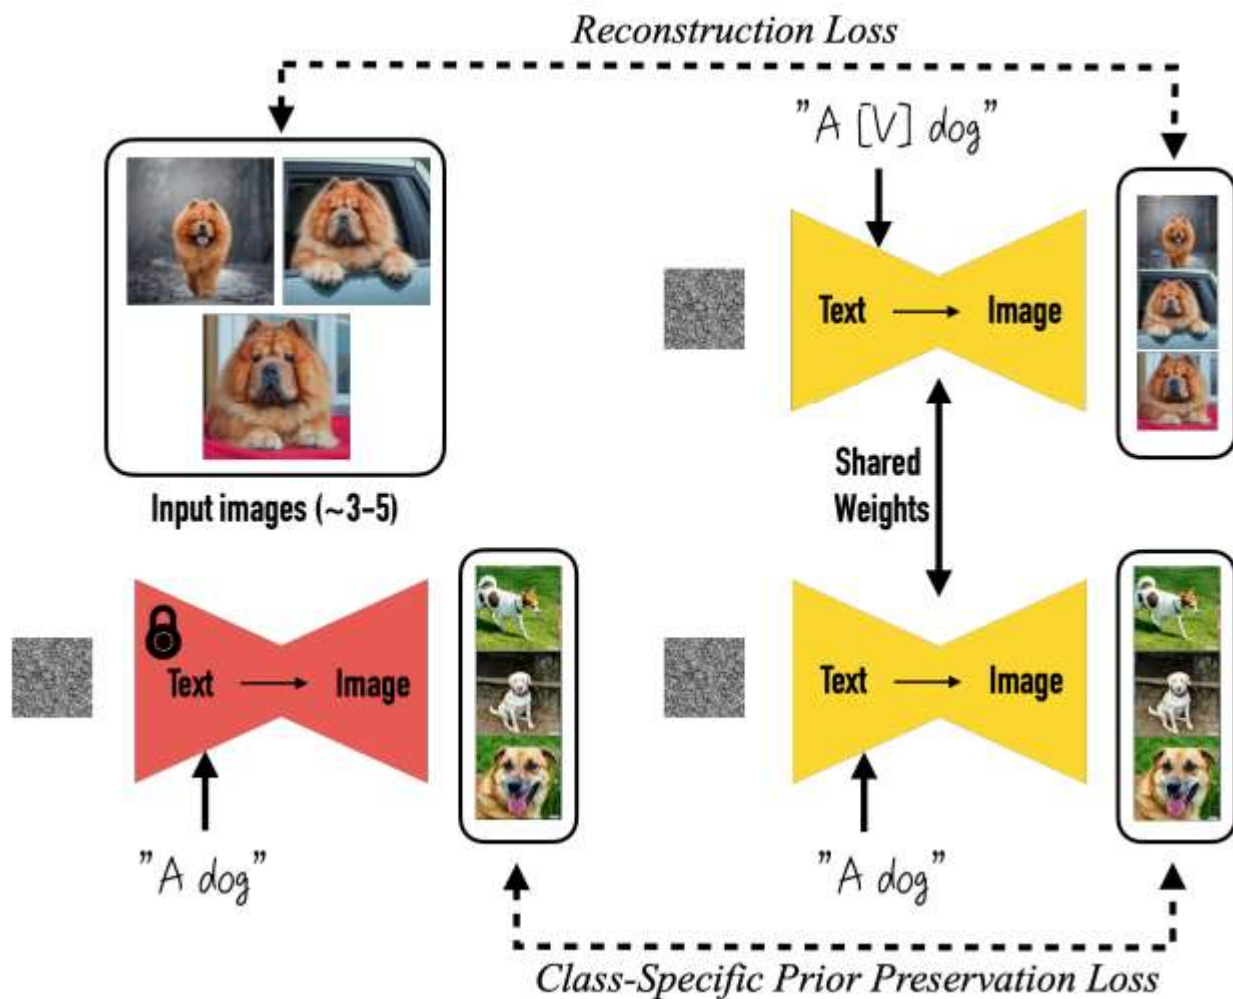 Reconstruction Loss
"A [V] dog"
Text → Image
Shared
Weights
Input images (~3–5)
Text → Image
"A dog"
Text → Image
"A dog"
Class-Specific Prior Preservation Loss